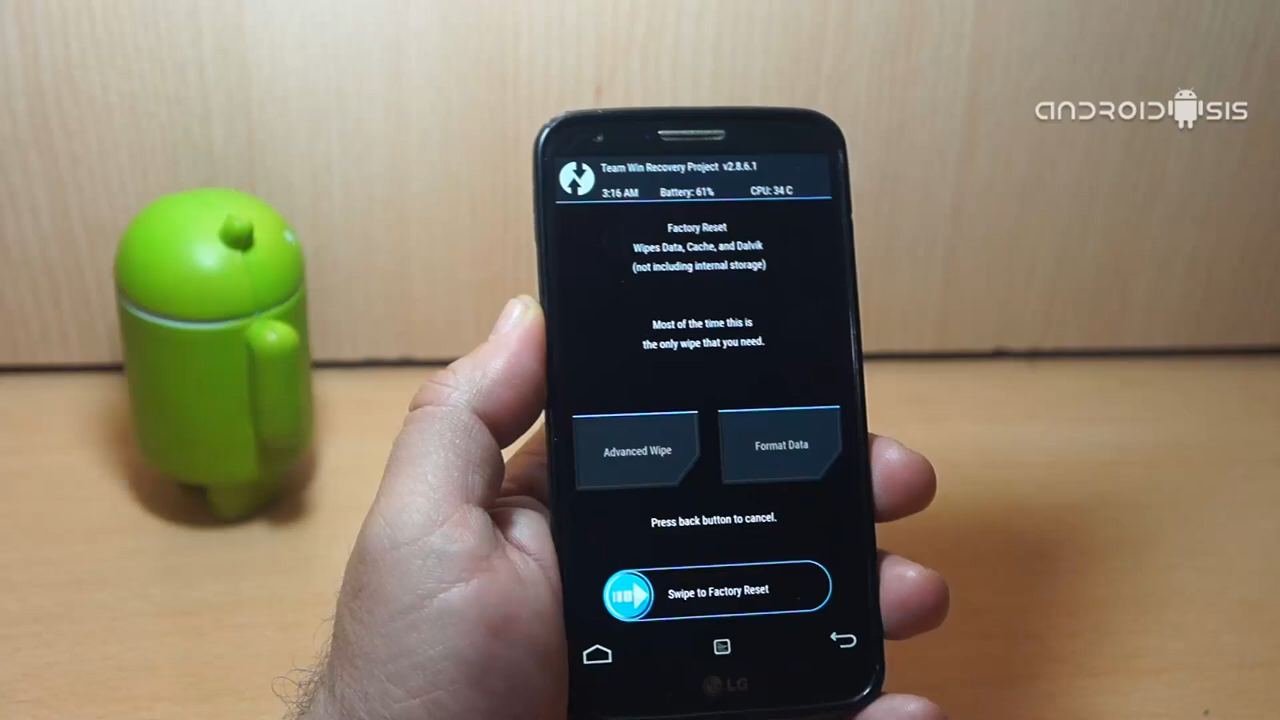 ANDROIDSIS
Team Win Recovery Project v2.8.6.1
3:16 AM Battery: 61% CPU: 34 C
Factory Reset
Wipes Data, Cache, and Dalvik
(not including internal storage)
Most of the time this is
the only wipe that you need.
Advanced Wipe Format Data
Press back button to cancel.
Swipe to Factory Reset
LG